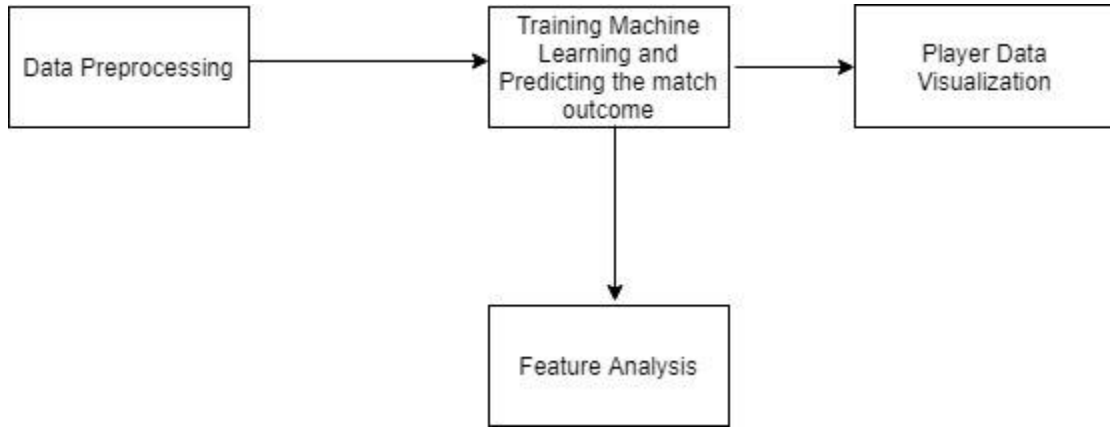 Data Preprocessing
Training Machine
Learning and
Predicting the match
outcome
Player Data
Visualization
Feature Analysis